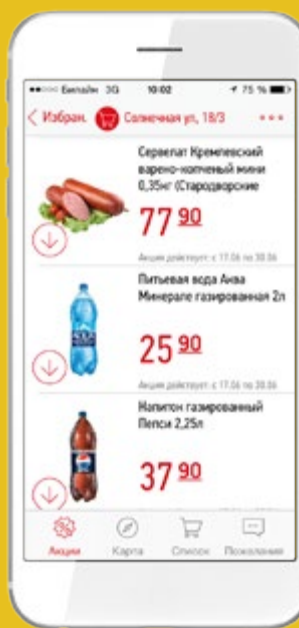 Билайн 3G 10:02 75 %
Избран. Солнечная ул, 18/3
Сервелат Кремлевский
варено-копченый мини
0,35кг (Стародворские
77 90
Акция действует: с 17.06 по 30.06
Питьевая вода Аква
Минерале газированная 2л
25 90
Акция действует: с 17.06 по 30.06
Напиток газированный
Пепси 2,25л
37 90
Акции Карта Список Пожелания